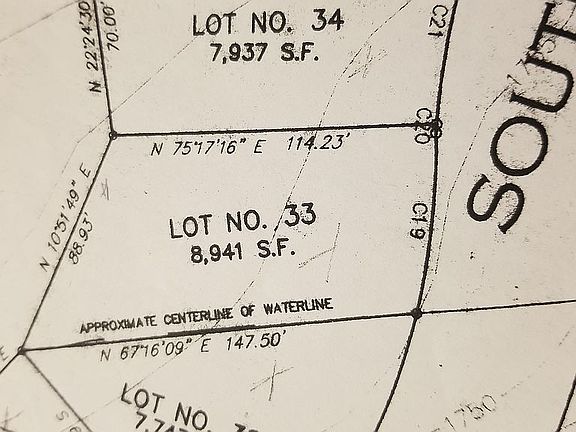 LOT NO. 34
7,937 S.F.
N 22°24'30
70.00'
C21
C20
N 75°17'16" E 114.23'
N 10°51'49" E
88.93'
LOT NO. 33
8,941 S.F.
C19
SOUT
APPROXIMATE CENTERLINE OF WATERLINE
N 67°16'09" E 147.50'
E
LOT NO.
1750